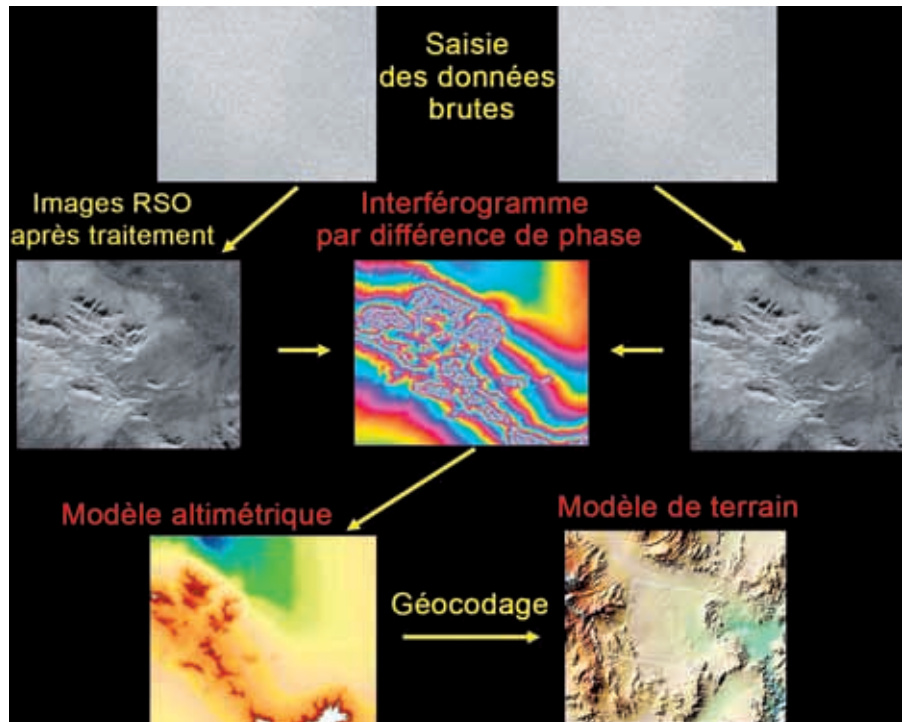 Saisie
des données
brutes
Images RSO
après traitement
Interférogramme
par différence de phase
Modèle altimétrique
Modèle de terrain
Géocodage